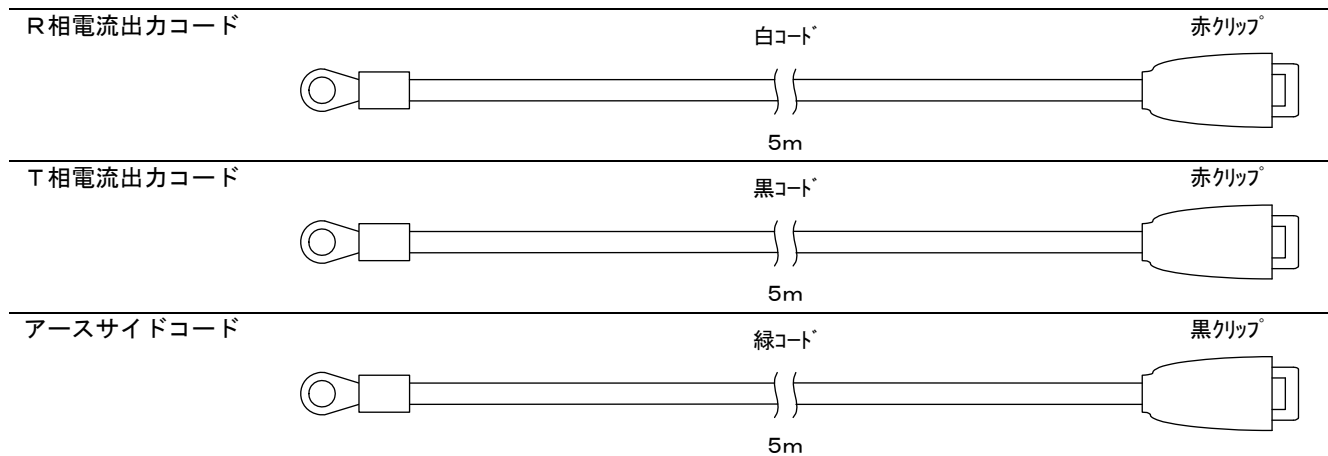 R相電流出力コード
白ｺｰﾄﾞ
赤ｸﾘｯﾌﾟ
5m
T相電流出力コード
黒ｺｰﾄﾞ
赤ｸﾘｯﾌﾟ
5m
アースサイドコード
緑ｺｰﾄﾞ
黒ｸﾘｯﾌﾟ
5m